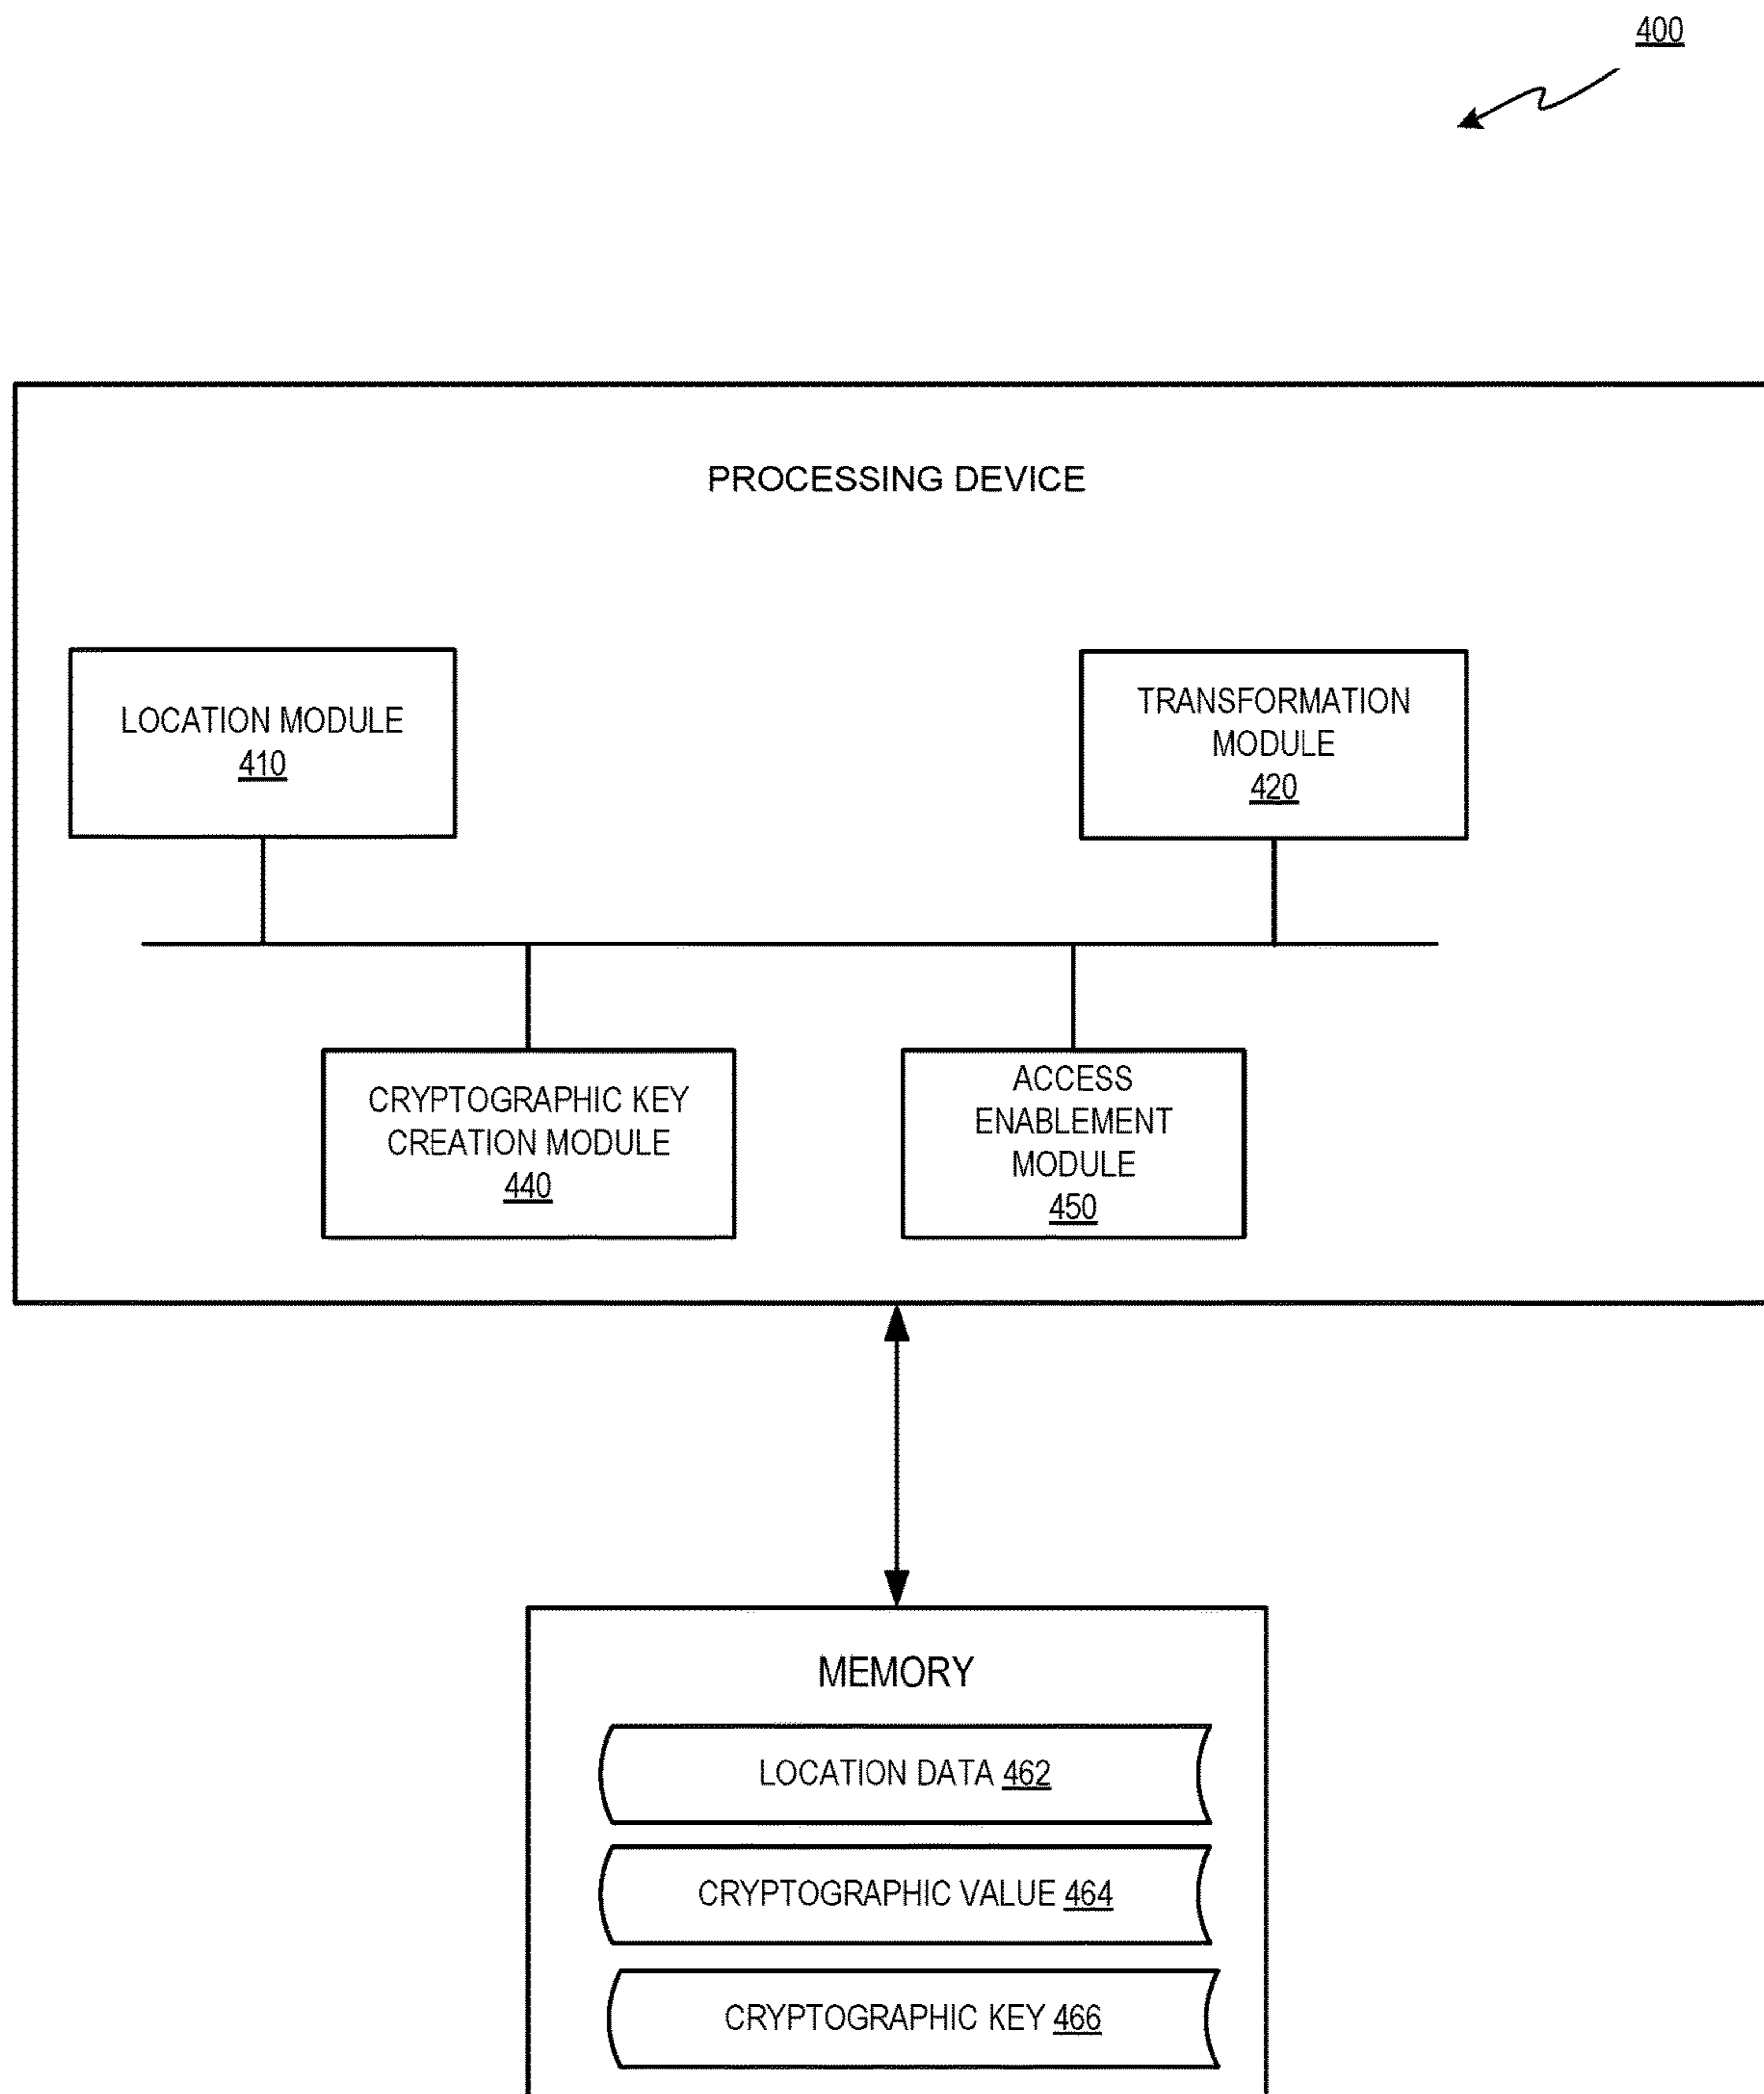 400
PROCESSING DEVICE
LOCATION MODULE
410
TRANSFORMATION
MODULE
420
CRYPTOGRAPHIC KEY
CREATION MODULE
440
ACCESS
ENABLEMENT
MODULE
450
MEMORY
LOCATION DATA 462
CRYPTOGRAPHIC VALUE 464
CRYPTOGRAPHIC KEY 466